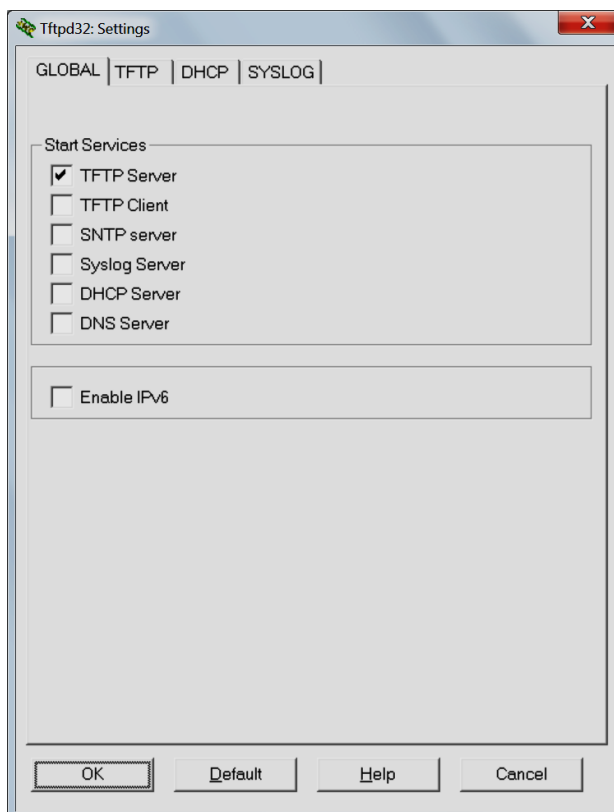 Tftpd32: Settings
GLOBAL TFTP DHCP SYSLOG
Start Services
TFTP Server
TFTP Client
SNTP server
Syslog Server
DHCP Server
DNS Server
Enable IPv6
OK Default Help Cancel